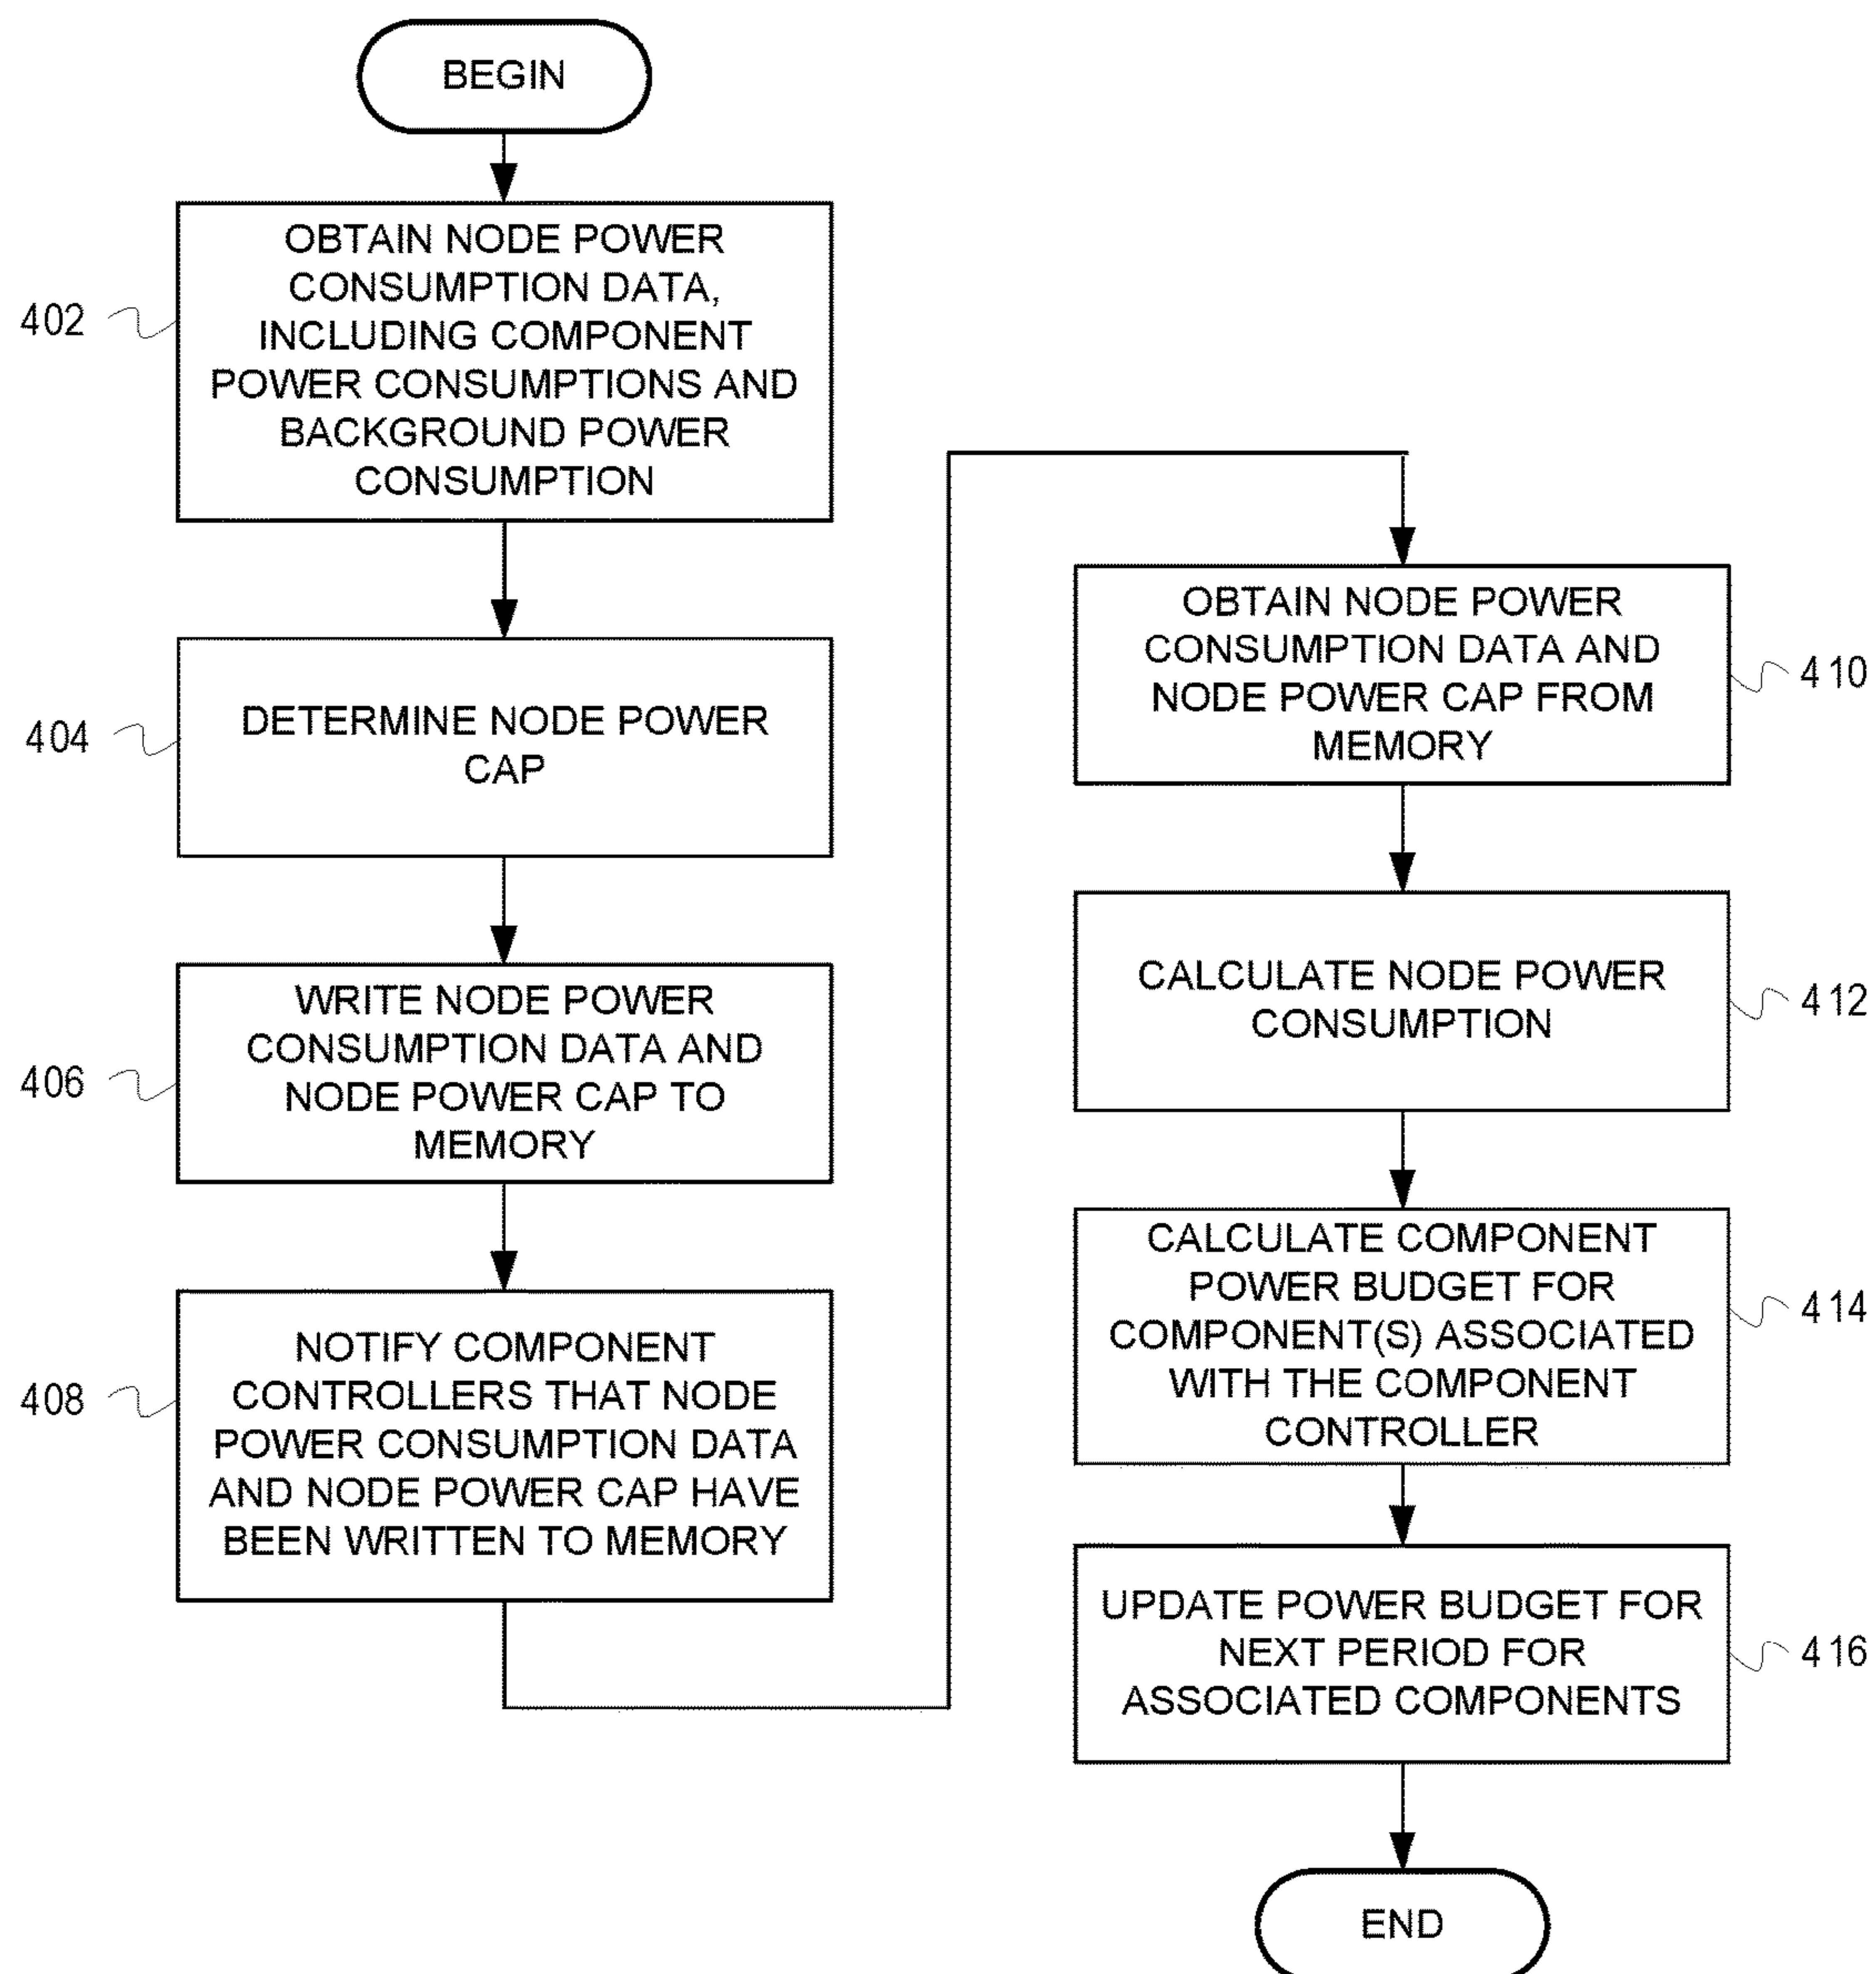 BEGIN
402
OBTAIN NODE POWER
CONSUMPTION DATA,
INCLUDING COMPONENT
POWER CONSUMPTIONS AND
BACKGROUND POWER
CONSUMPTION
404
DETERMINE NODE POWER
CAP
406
WRITE NODE POWER
CONSUMPTION DATA AND
NODE POWER CAP TO
MEMORY
408
NOTIFY COMPONENT
CONTROLLERS THAT NODE
POWER CONSUMPTION DATA
AND NODE POWER CAP HAVE
BEEN WRITTEN TO MEMORY
OBTAIN NODE POWER
CONSUMPTION DATA AND
NODE POWER CAP FROM
MEMORY
410
CALCULATE NODE POWER
CONSUMPTION
412
CALCULATE COMPONENT
POWER BUDGET FOR
COMPONENT(S) ASSOCIATED
WITH THE COMPONENT
CONTROLLER
414
UPDATE POWER BUDGET FOR
NEXT PERIOD FOR
ASSOCIATED COMPONENTS
416
END